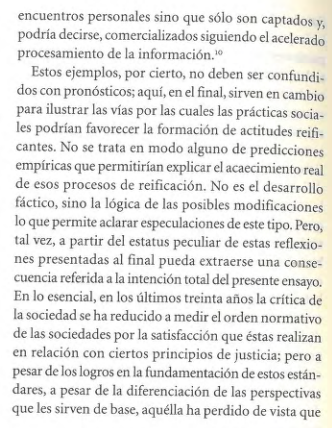 encuentros personales sino que sólo son captados y,
podría decirse, comercializados siguiendo el acelerado
procesamiento de la información.¹⁰
Estos ejemplos, por cierto, no deben ser confundi-
dos con pronósticos; aquí, en el final, sirven en cambio
para ilustrar las vías por las cuales las prácticas socia-
les podrían favorecer la formación de actitudes reifi-
cantes. No se trata en modo alguno de predicciones
empíricas que permitirían explicar el acaecimiento real
de esos procesos de reificación. No es el desarrollo
fáctico, sino la lógica de las posibles modificaciones
lo que permite aclarar especulaciones de este tipo. Pero,
tal vez, a partir del estatus peculiar de estas reflexio-
nes presentadas al final pueda extraerse una conse-
cuencia referida a la intención total del presente ensayo.
En lo esencial, en los últimos treinta años la crítica de
la sociedad se ha reducido a medir el orden normativo
de las sociedades por la satisfacción que éstas realizan
en relación con ciertos principios de justicia; pero a
pesar de los logros en la fundamentación de estos están-
dares, a pesar de la diferenciación de las perspectivas
que les sirven de base, aquélla ha perdido de vista que